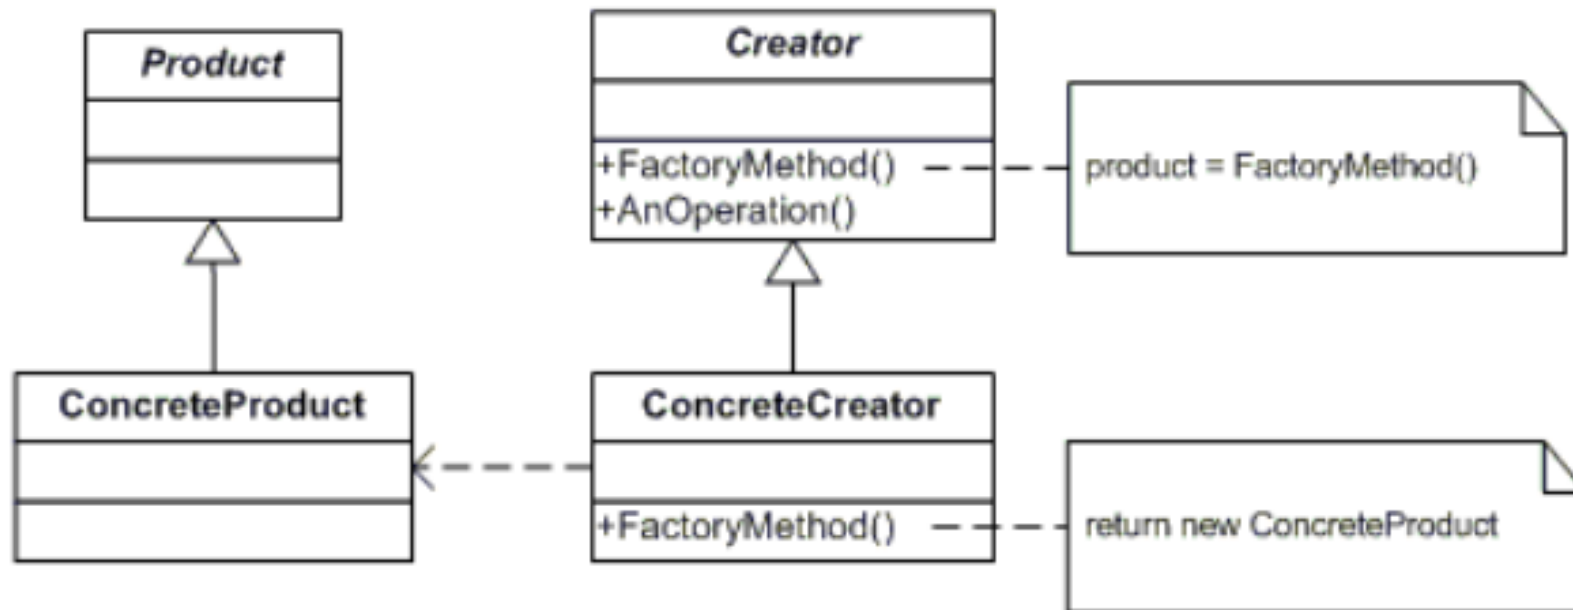 Product
Creator
+FactoryMethod()
+AnOperation()
product = FactoryMethod()
ConcreteProduct
ConcreteCreator
+FactoryMethod()
return new ConcreteProduct